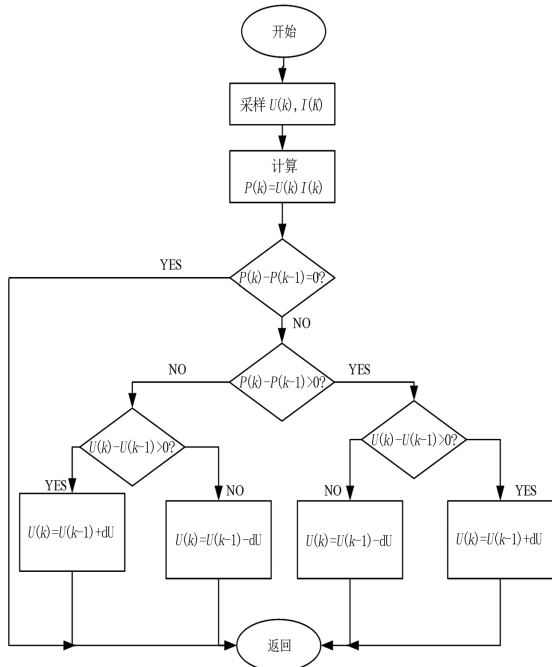 开始
采样 U(k), I(K)
计算
P(k)=U(k)I(k)
YES
P(k)-P(k-1)=0?
NO
NO
P(k)-P(k-1)>0?
YES
U(k)-U(k-1)>0?
U(k)-U(k-1)>0?
YES
NO
NO
YES
U(k)=U(k-1)+dU
U(k)=U(k-1)-dU
U(k)=U(k-1)-dU
U(k)=U(k-1)+dU
返回